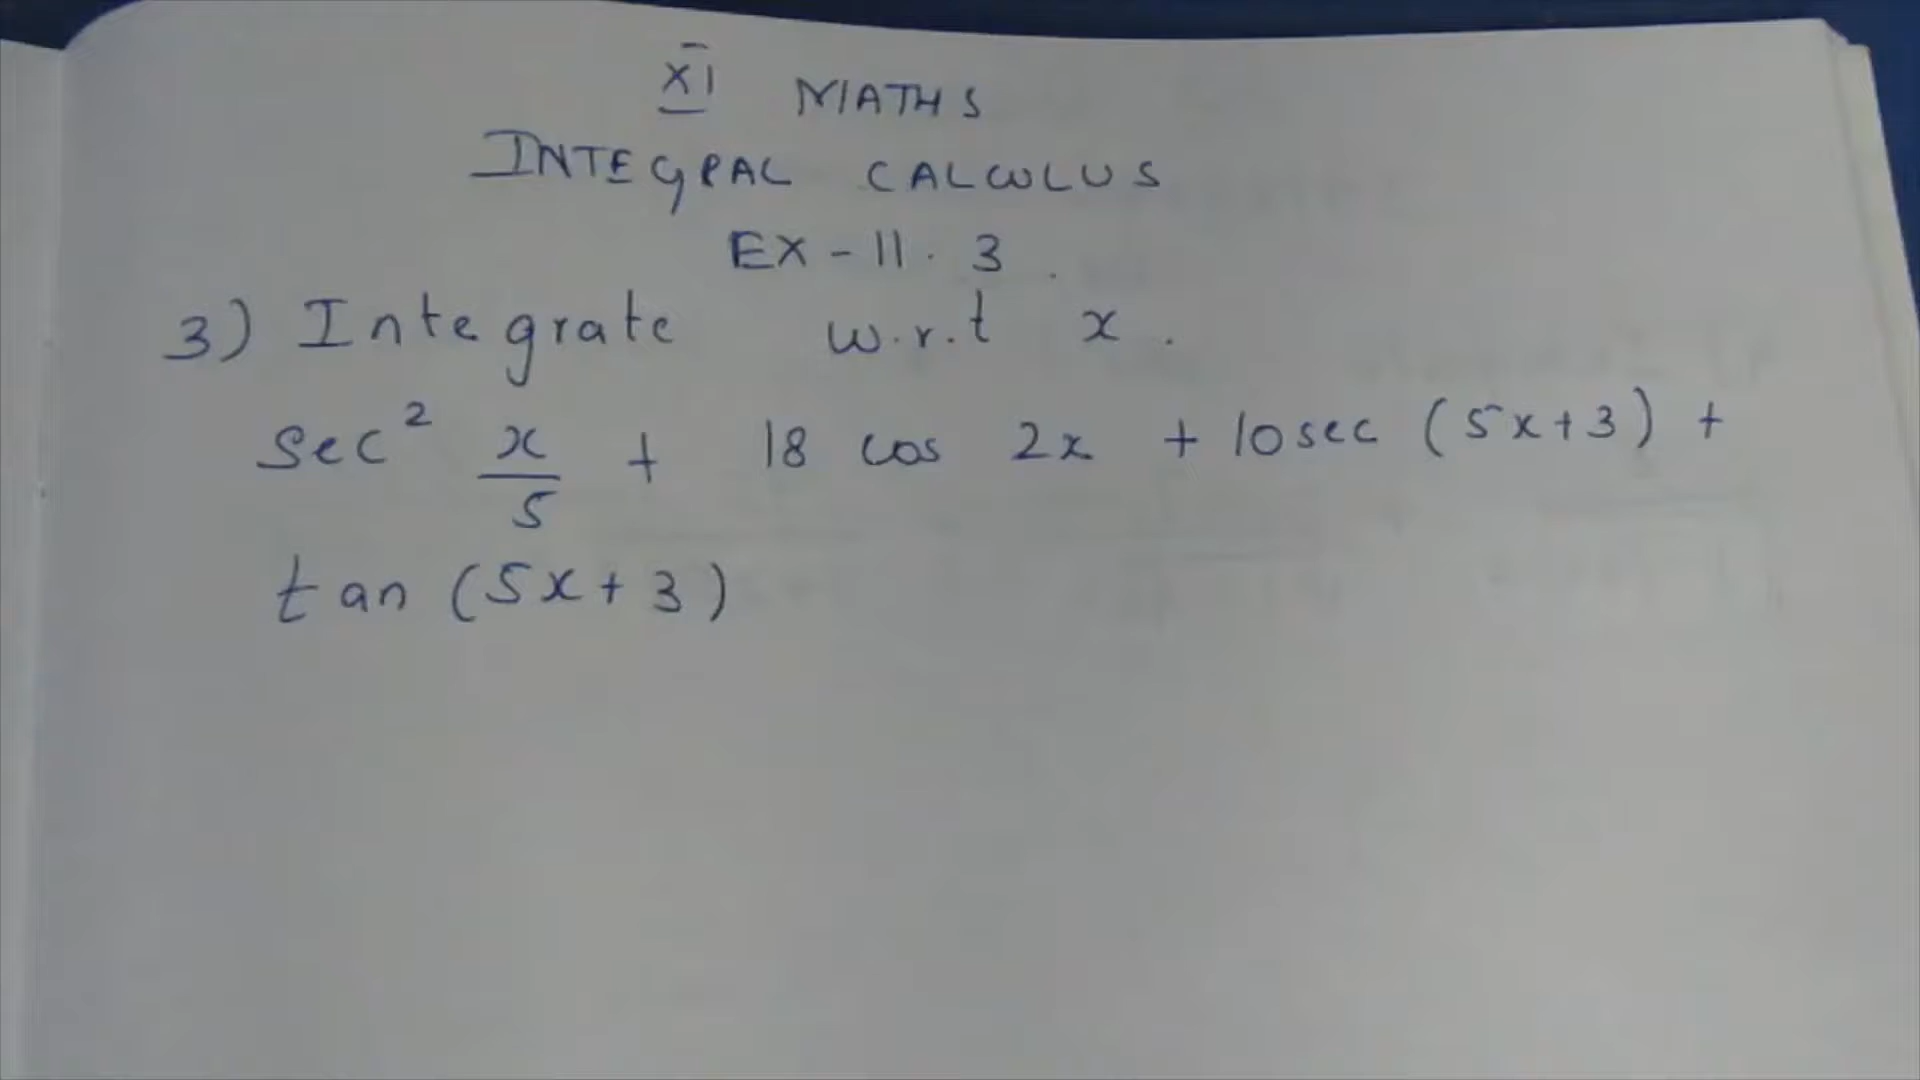 XI MATHS
INTEGRAL CALCULUS
EX - 11.3.
3) Integrate w.r.t x.
sec² x/5 + 18 cos 2x + 10 sec (5x+3) +
tan (5x+3)